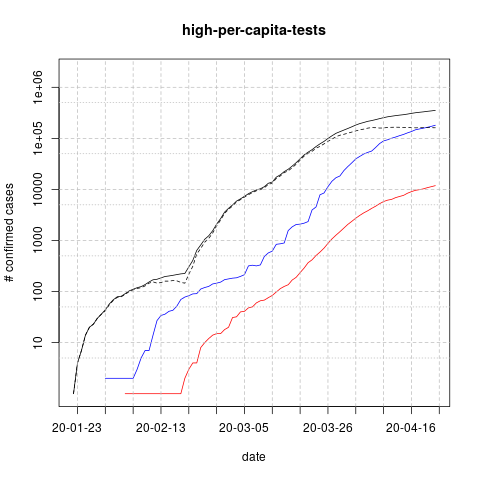 high-per-capita-tests
# confirmed cases
1e+06
1e+05
10000
1000
100
10
20-01-23 20-02-13 20-03-05 20-03-26 20-04-16
date